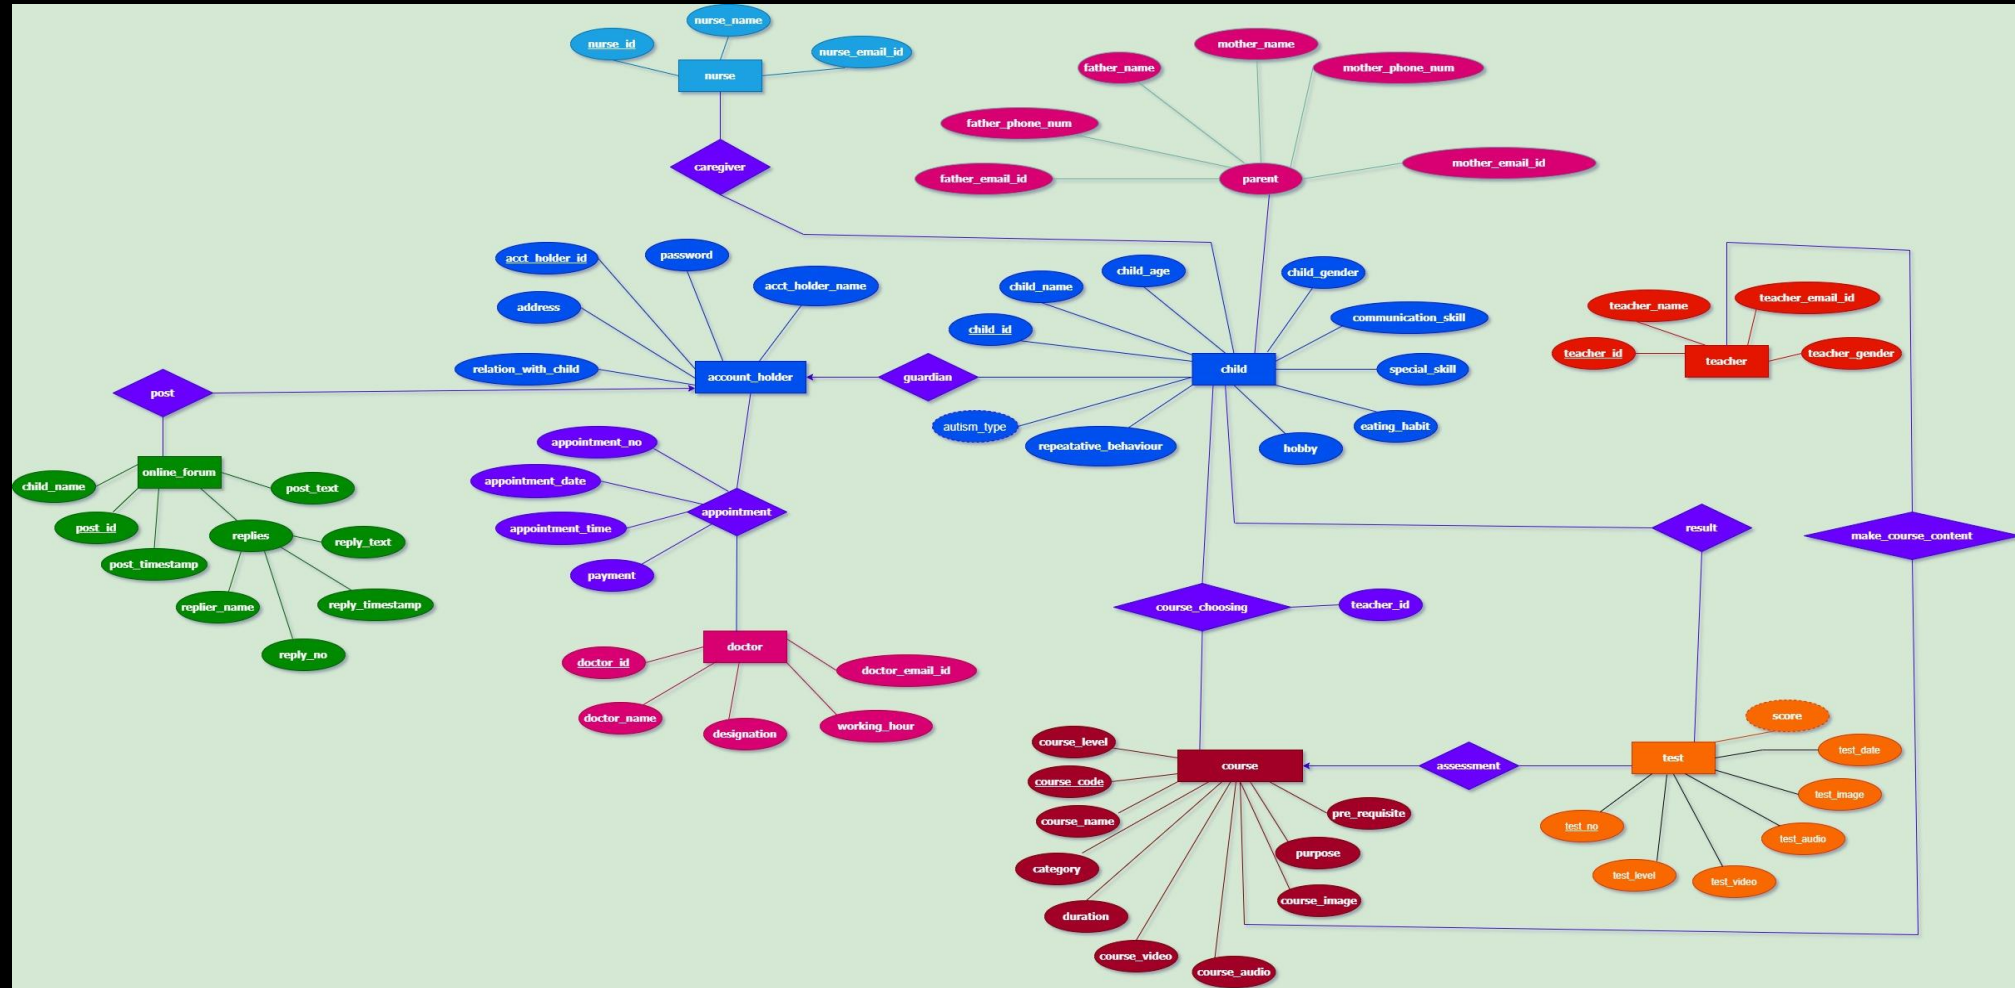 nurse_name
nurse_id
nurse_email_id
nurse
caregiver
mother_name
father_name
mother_phone_num
father_phone_num
mother_email_id
father_email_id
parent
acct_holder_id
password
acct_holder_name
address
relation_with_child
account_holder
guardian
child_age
child_gender
child_name
communication_skill
child_id
child
special_skill
autism_type
repeatative_behaviour
hobby
eating_habit
teacher_name
teacher_email_id
teacher_id
teacher
teacher_gender
post
online_forum
child_name
post_text
post_id
replies
reply_text
post_timestamp
replier_name
reply_timestamp
reply_no
appointment_no
appointment_date
appointment
appointment_time
payment
doctor
doctor_id
doctor_email_id
doctor_name
designation
working_hour
result
make_course_content
course_choosing
teacher_id
course_level
course
course_code
course_name
pre_requisite
category
purpose
duration
course_image
course_video
course_audio
assessment
score
test
test_date
test_image
test_no
test_audio
test_level
test_video